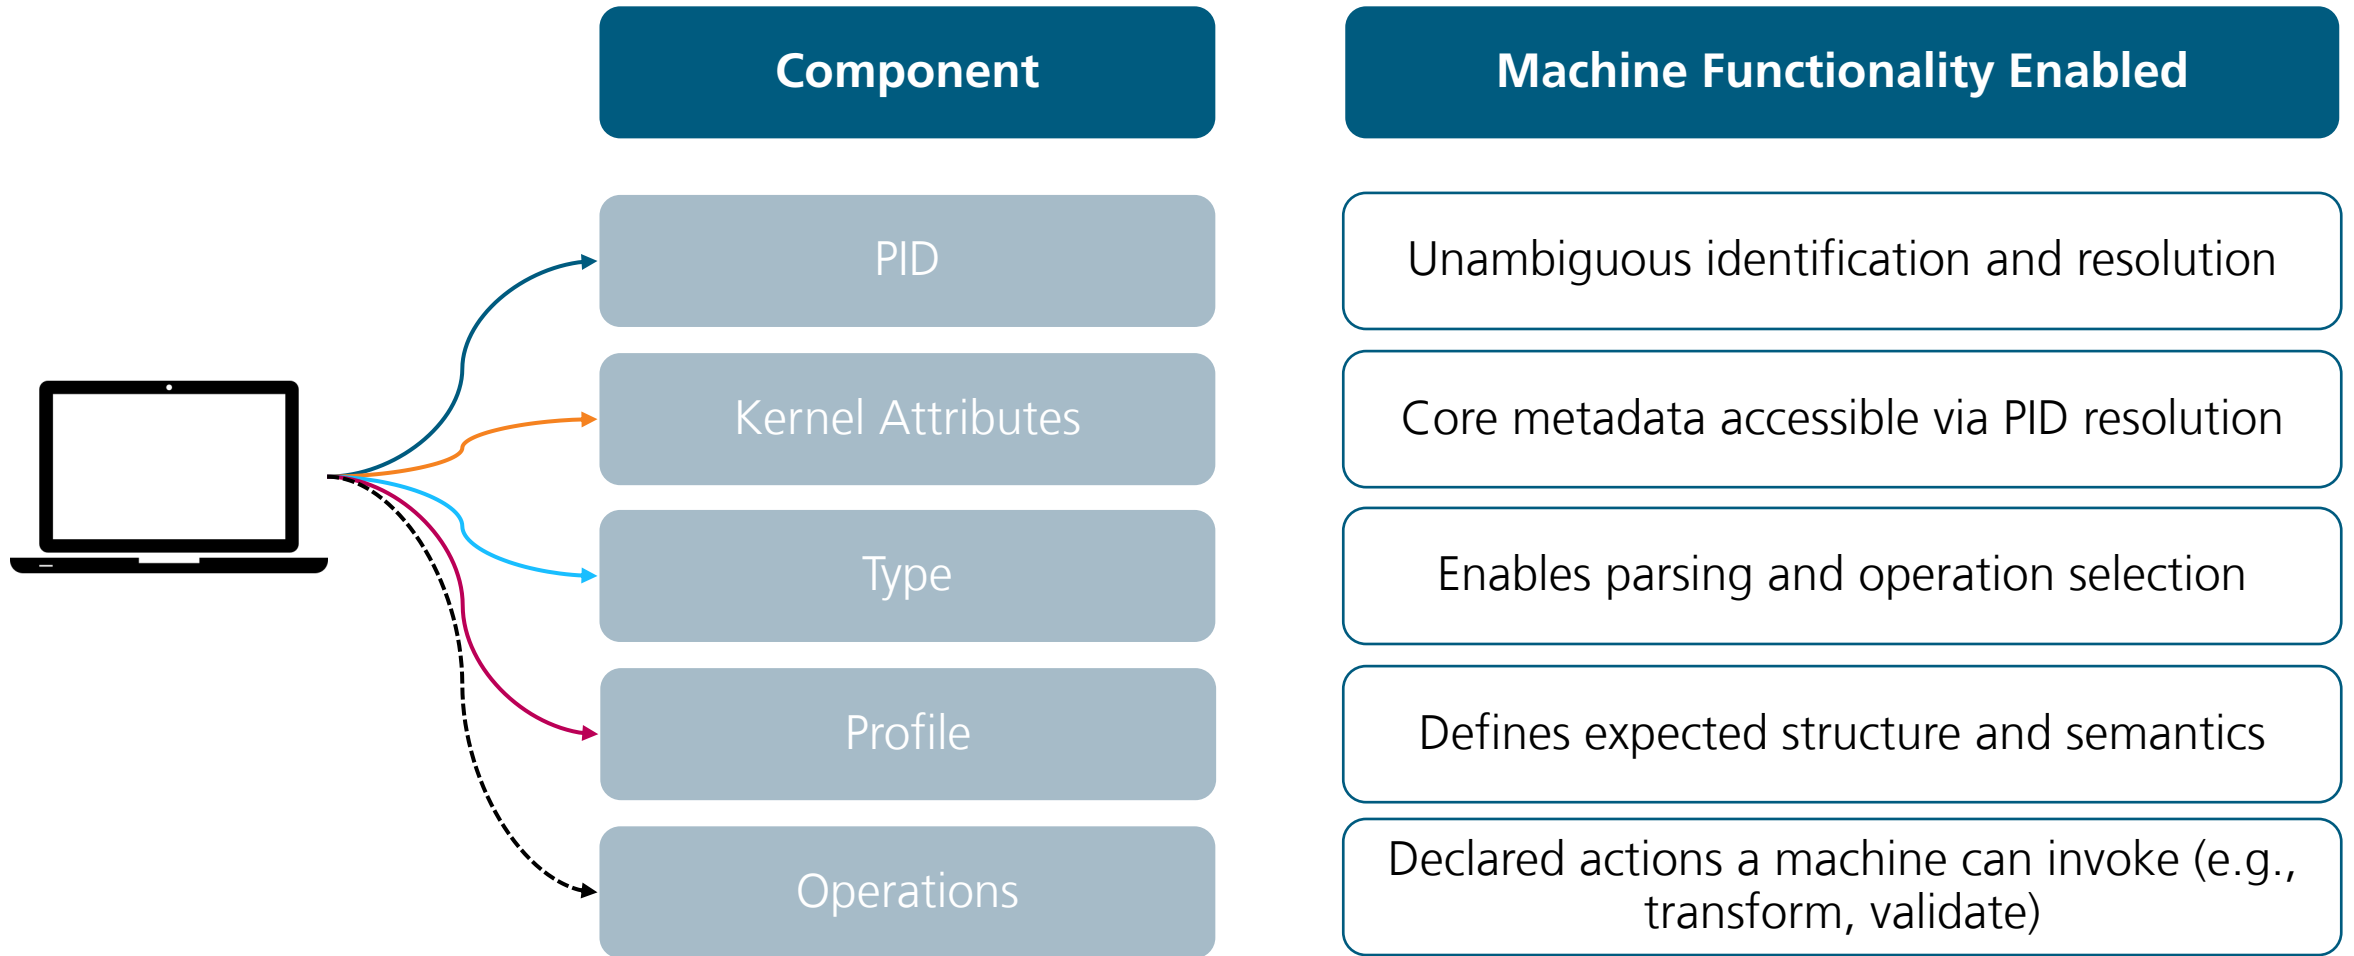 Component
Machine Functionality Enabled
PID
Unambiguous identification and resolution
Kernel Attributes
Core metadata accessible via PID resolution
Type
Enables parsing and operation selection
Profile
Defines expected structure and semantics
Operations
Declared actions a machine can invoke (e.g.,
transform, validate)